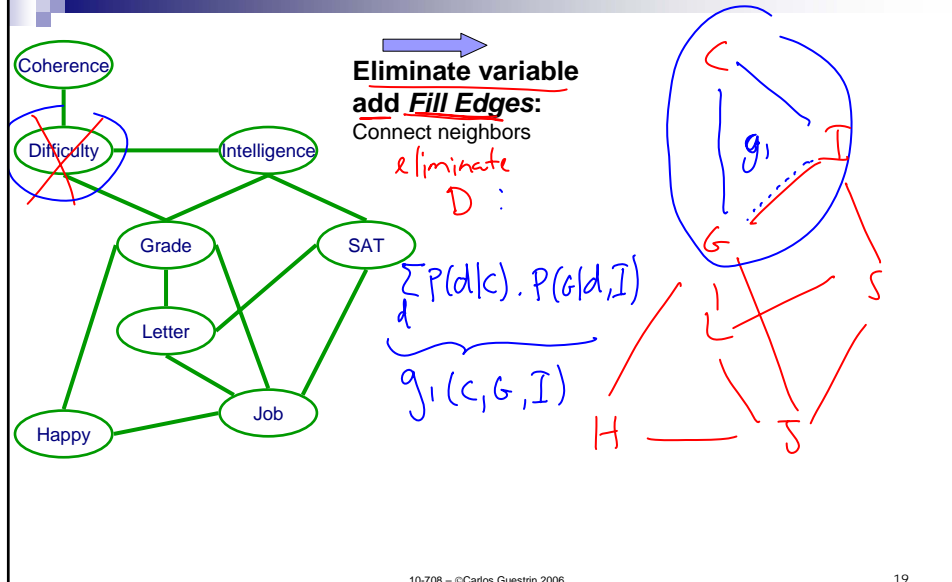 Coherence
Difficulty
Intelligence
Grade
SAT
Letter
Job
Happy
Eliminate variable
add Fill Edges:
Connect neighbors
eliminate
D :
Σ P(d|c) . P(G|d,I)
d
g₁(C,G,I)
C
g₁
I
G
L
S
H
J
10-708 – ©Carlos Guestrin 2006
19